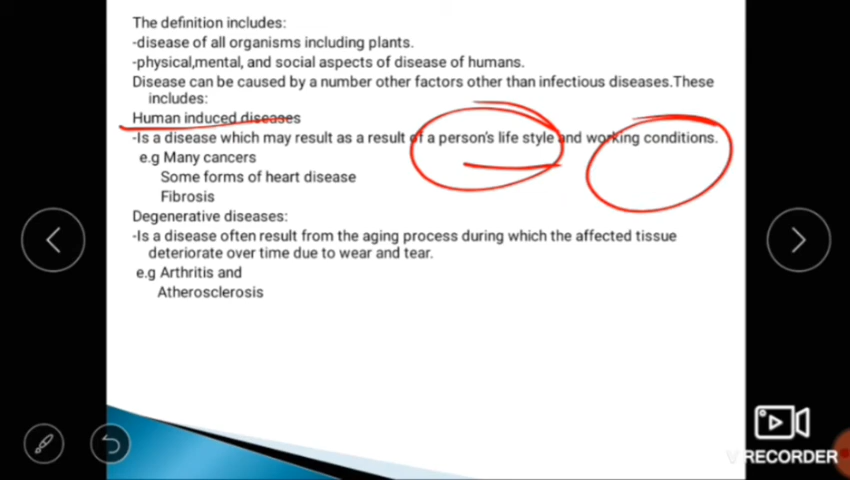 The definition includes:
-disease of all organisms including plants.
-physical,mental, and social aspects of disease of humans.
Disease can be caused by a number other factors other than infectious diseases.These
includes:
Human induced diseases
-Is a disease which may result as a result of a person's life style and working conditions.
e.g Many cancers
Some forms of heart disease
Fibrosis
Degenerative diseases:
-Is a disease often result from the aging process during which the affected tissue
deteriorate over time due to wear and tear.
e.g Arthritis and
Atherosclerosis
V RECORDER